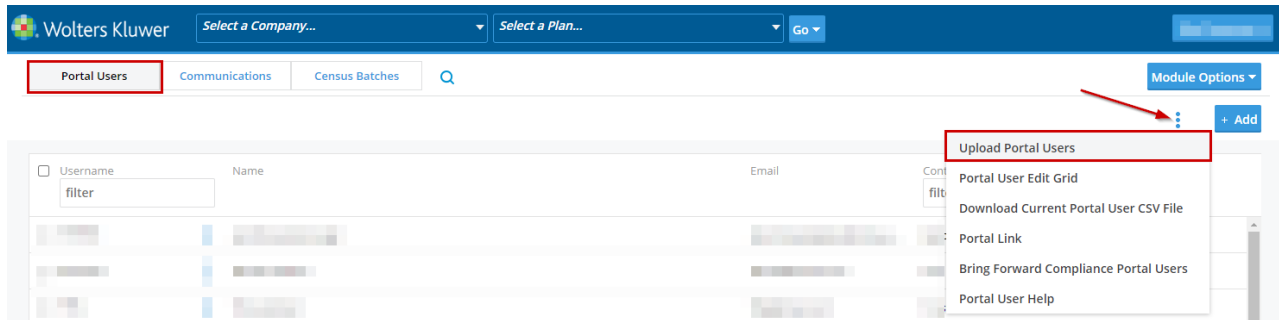 Wolters Kluwer Select a Company... Select a Plan... Go
Portal Users Communications Census Batches Module Options
+ Add
Upload Portal Users
Username Name Email
filter
Portal User Edit Grid
Download Current Portal User CSV File
Portal Link
Bring Forward Compliance Portal Users
Portal User Help